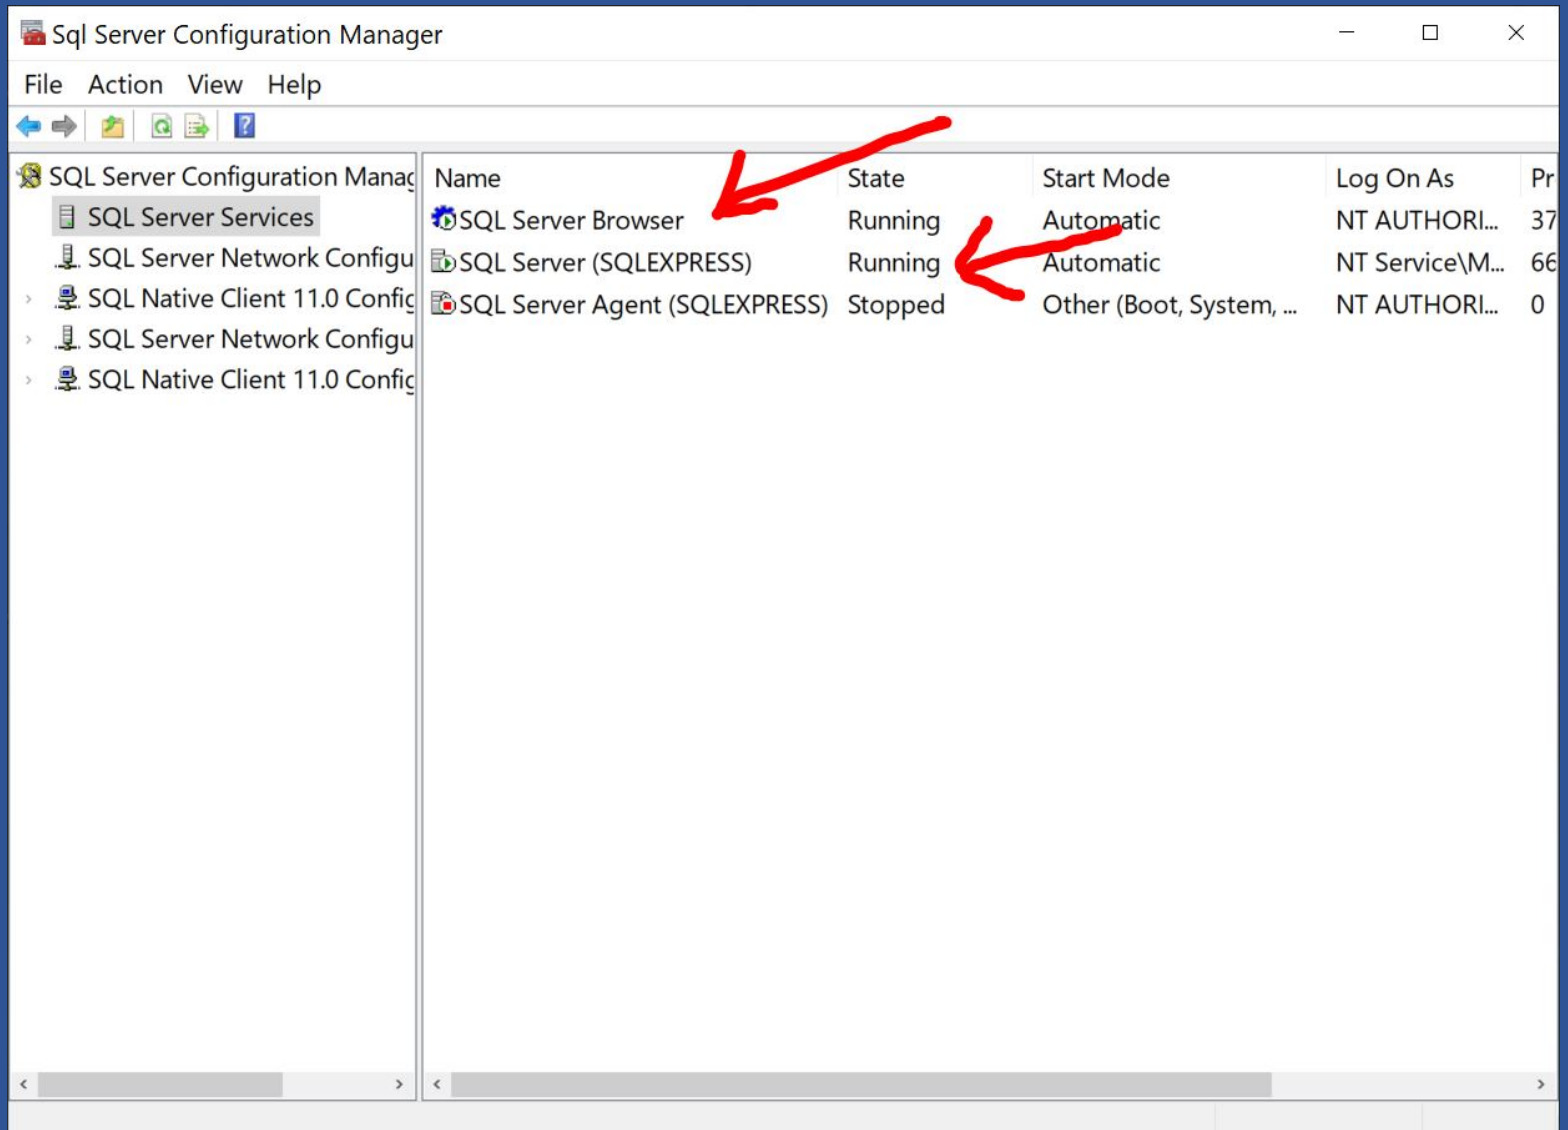 Sql Server Configuration Manager
File Action View Help
SQL Server Configuration Manag
SQL Server Services
SQL Server Network Configu
SQL Native Client 11.0 Config
SQL Server Network Configu
SQL Native Client 11.0 Config
Name State Start Mode Log On As Pr
SQL Server Browser Running Automatic NT AUTHORI... 37
SQL Server (SQLEXPRESS) Running Automatic NT Service\M... 66
SQL Server Agent (SQLEXPRESS) Stopped Other (Boot, System, ... NT AUTHORI... 0